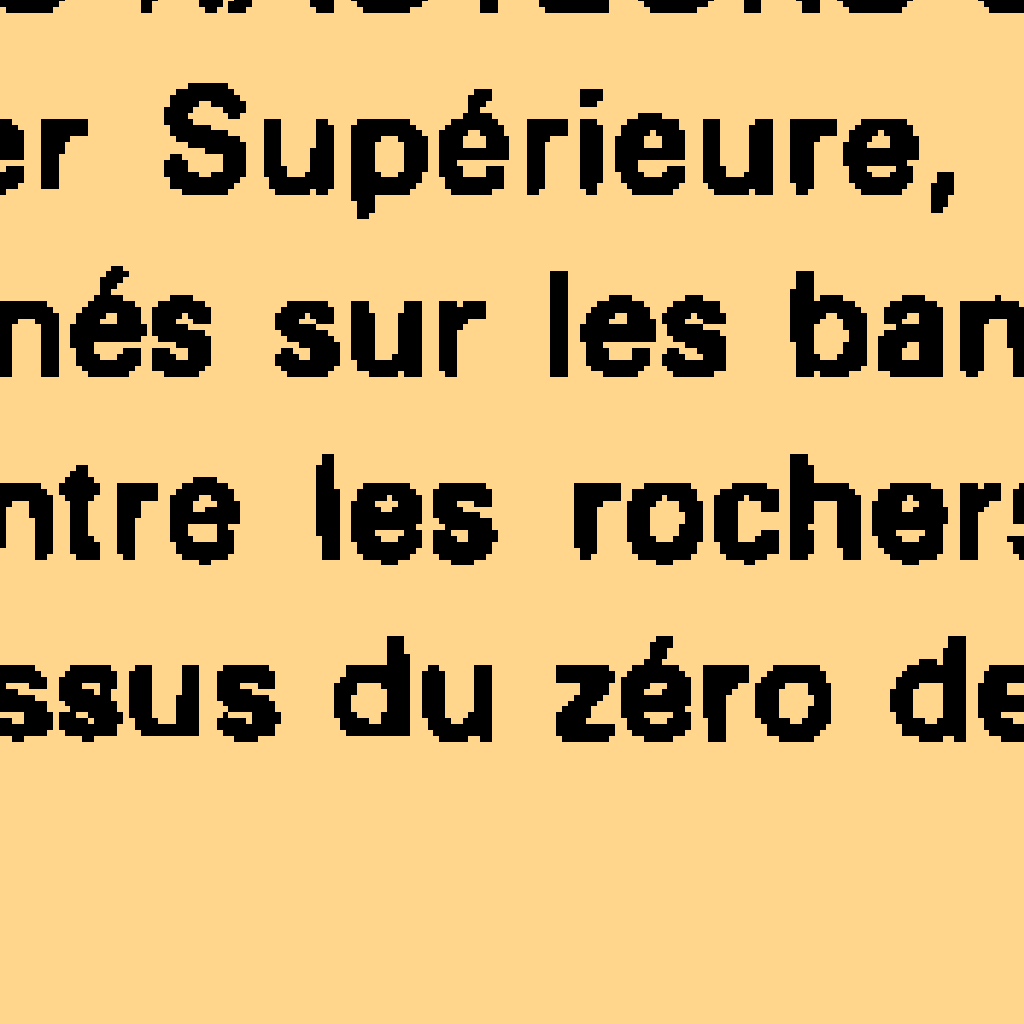 er Supérieure,
nés sur les ban
ntre les rochers
ssus du zéro de